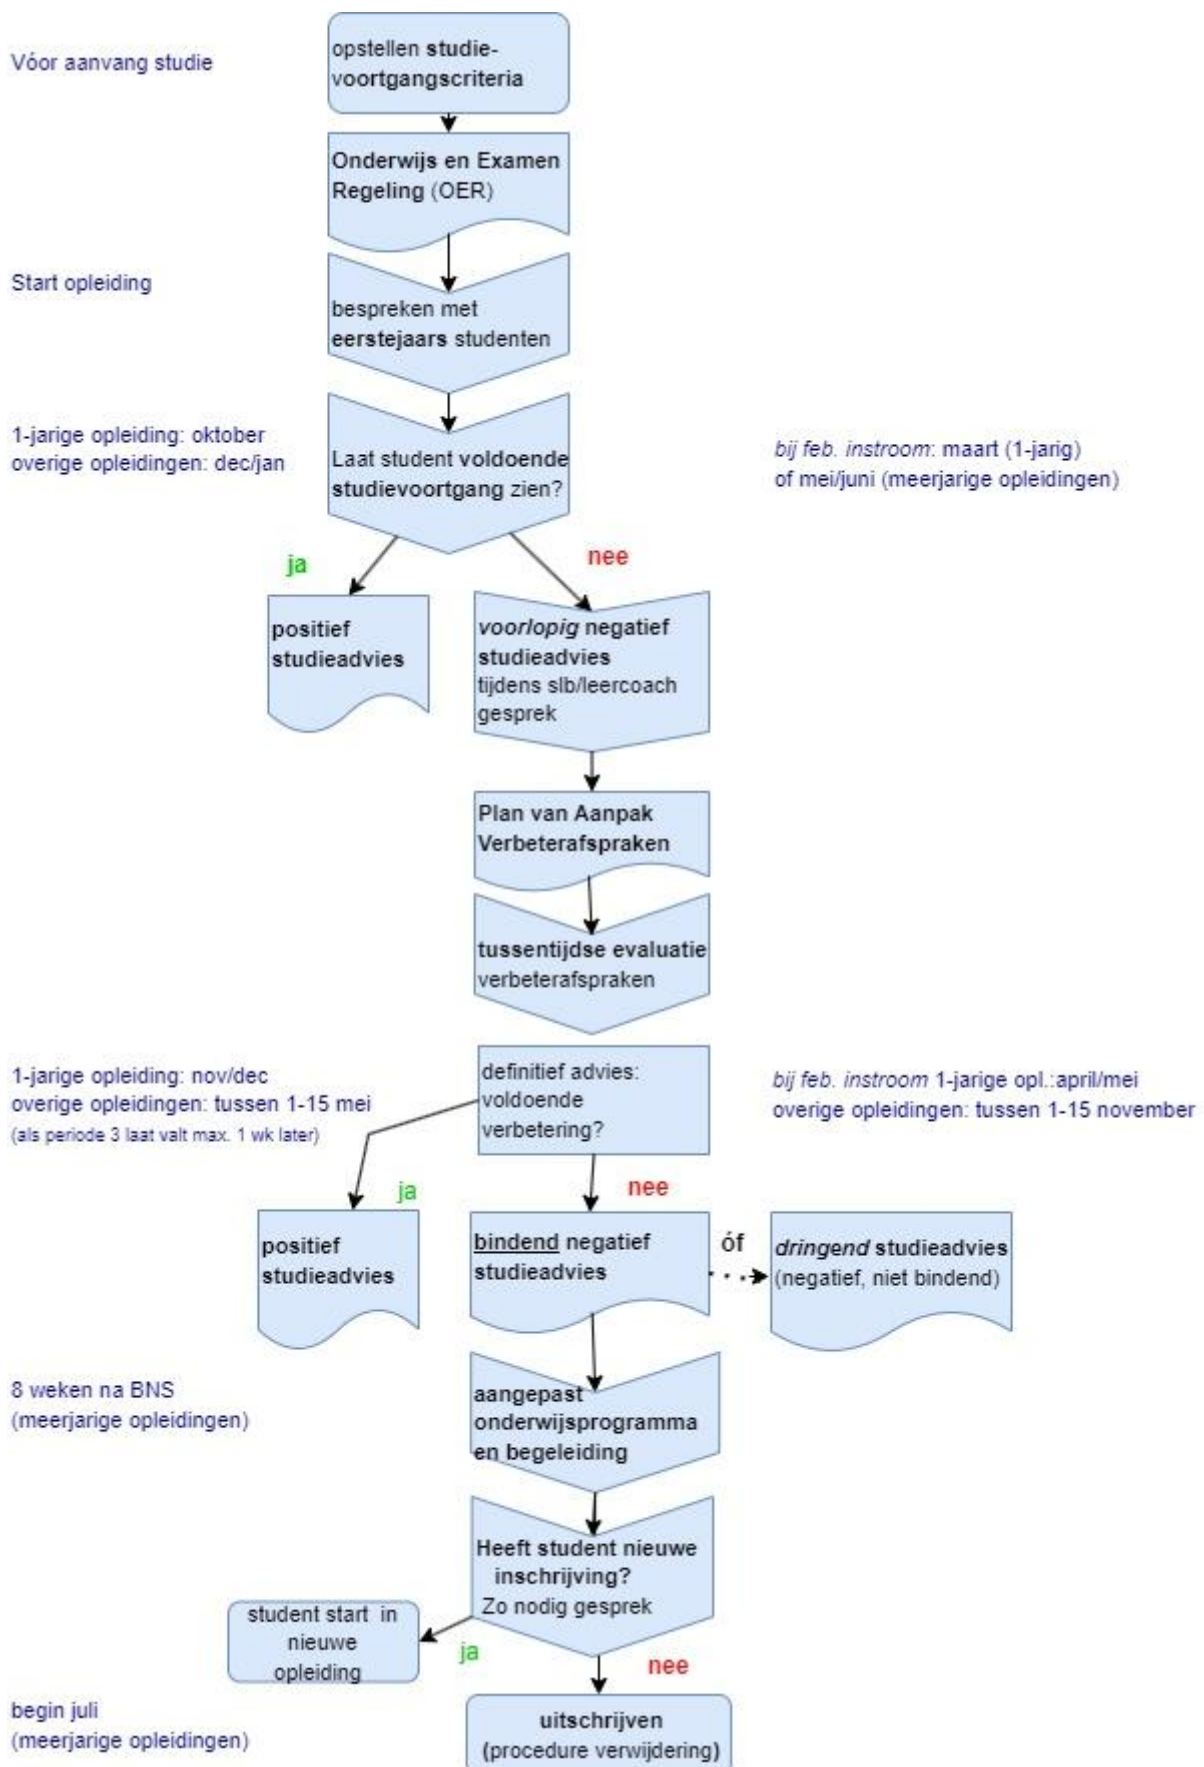 Vóor aanvang studie
opstellen studie-
voortgangscriteria
Onderwijs en Examen
Regeling (OER)
Start opleiding
bespreken met
eerstejaars studenten
1-jarige opleiding: oktober
overige opleidingen: dec/jan
Laat student voldoende
studievoortgang zien?
bij feb. instroom: maart (1-jarig)
of mei/juni (meerjarige opleidingen)
ja
nee
positief
studieadvies
voorlopig negatief
studieadvies
tijdens slb/leercoach
gesprek
Plan van Aanpak
Verbeterafspraken
tussentijdse evaluatie
verbeterafspraken
1-jarige opleiding: nov/dec
overige opleidingen: tussen 1-15 mei
(als periode 3 laat valt max. 1 wk later)
definitief advies:
voldoende
verbetering?
bij feb. instroom 1-jarige opl.:april/mei
overige opleidingen: tussen 1-15 november
ja
nee
positief
studieadvies
bindend negatief
studieadvies
óf
dringend studieadvies
(negatief, niet bindend)
8 weken na BNS
(meerjarige opleidingen)
aangepast
onderwijsprogramma
en begeleiding
Heeft student nieuwe
inschrijving?
Zo nodig gesprek
student start in
nieuwe
opleiding
ja
nee
begin juli
(meerjarige opleidingen)
uitschrijven
(procedure verwijdering)